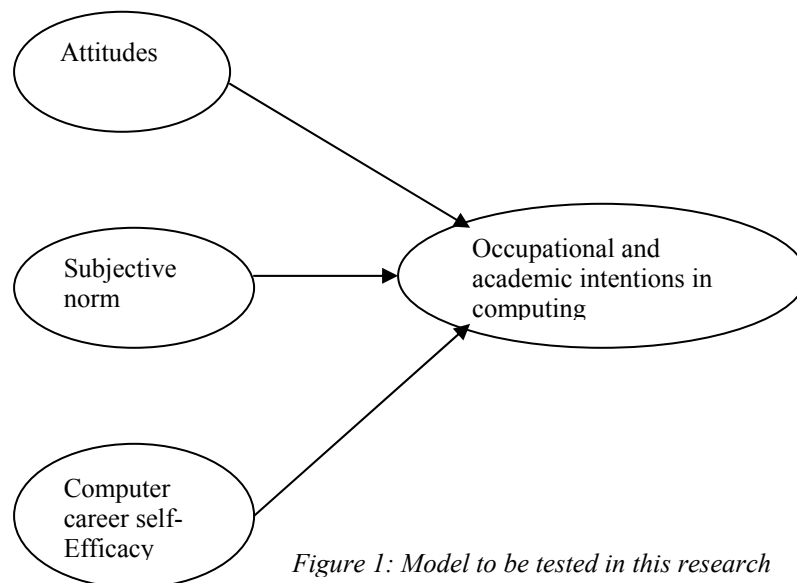 Attitudes
Subjective
norm
Occupational and
academic intentions in
computing
Computer
career self-
Efficacy
Figure 1: Model to be tested in this research